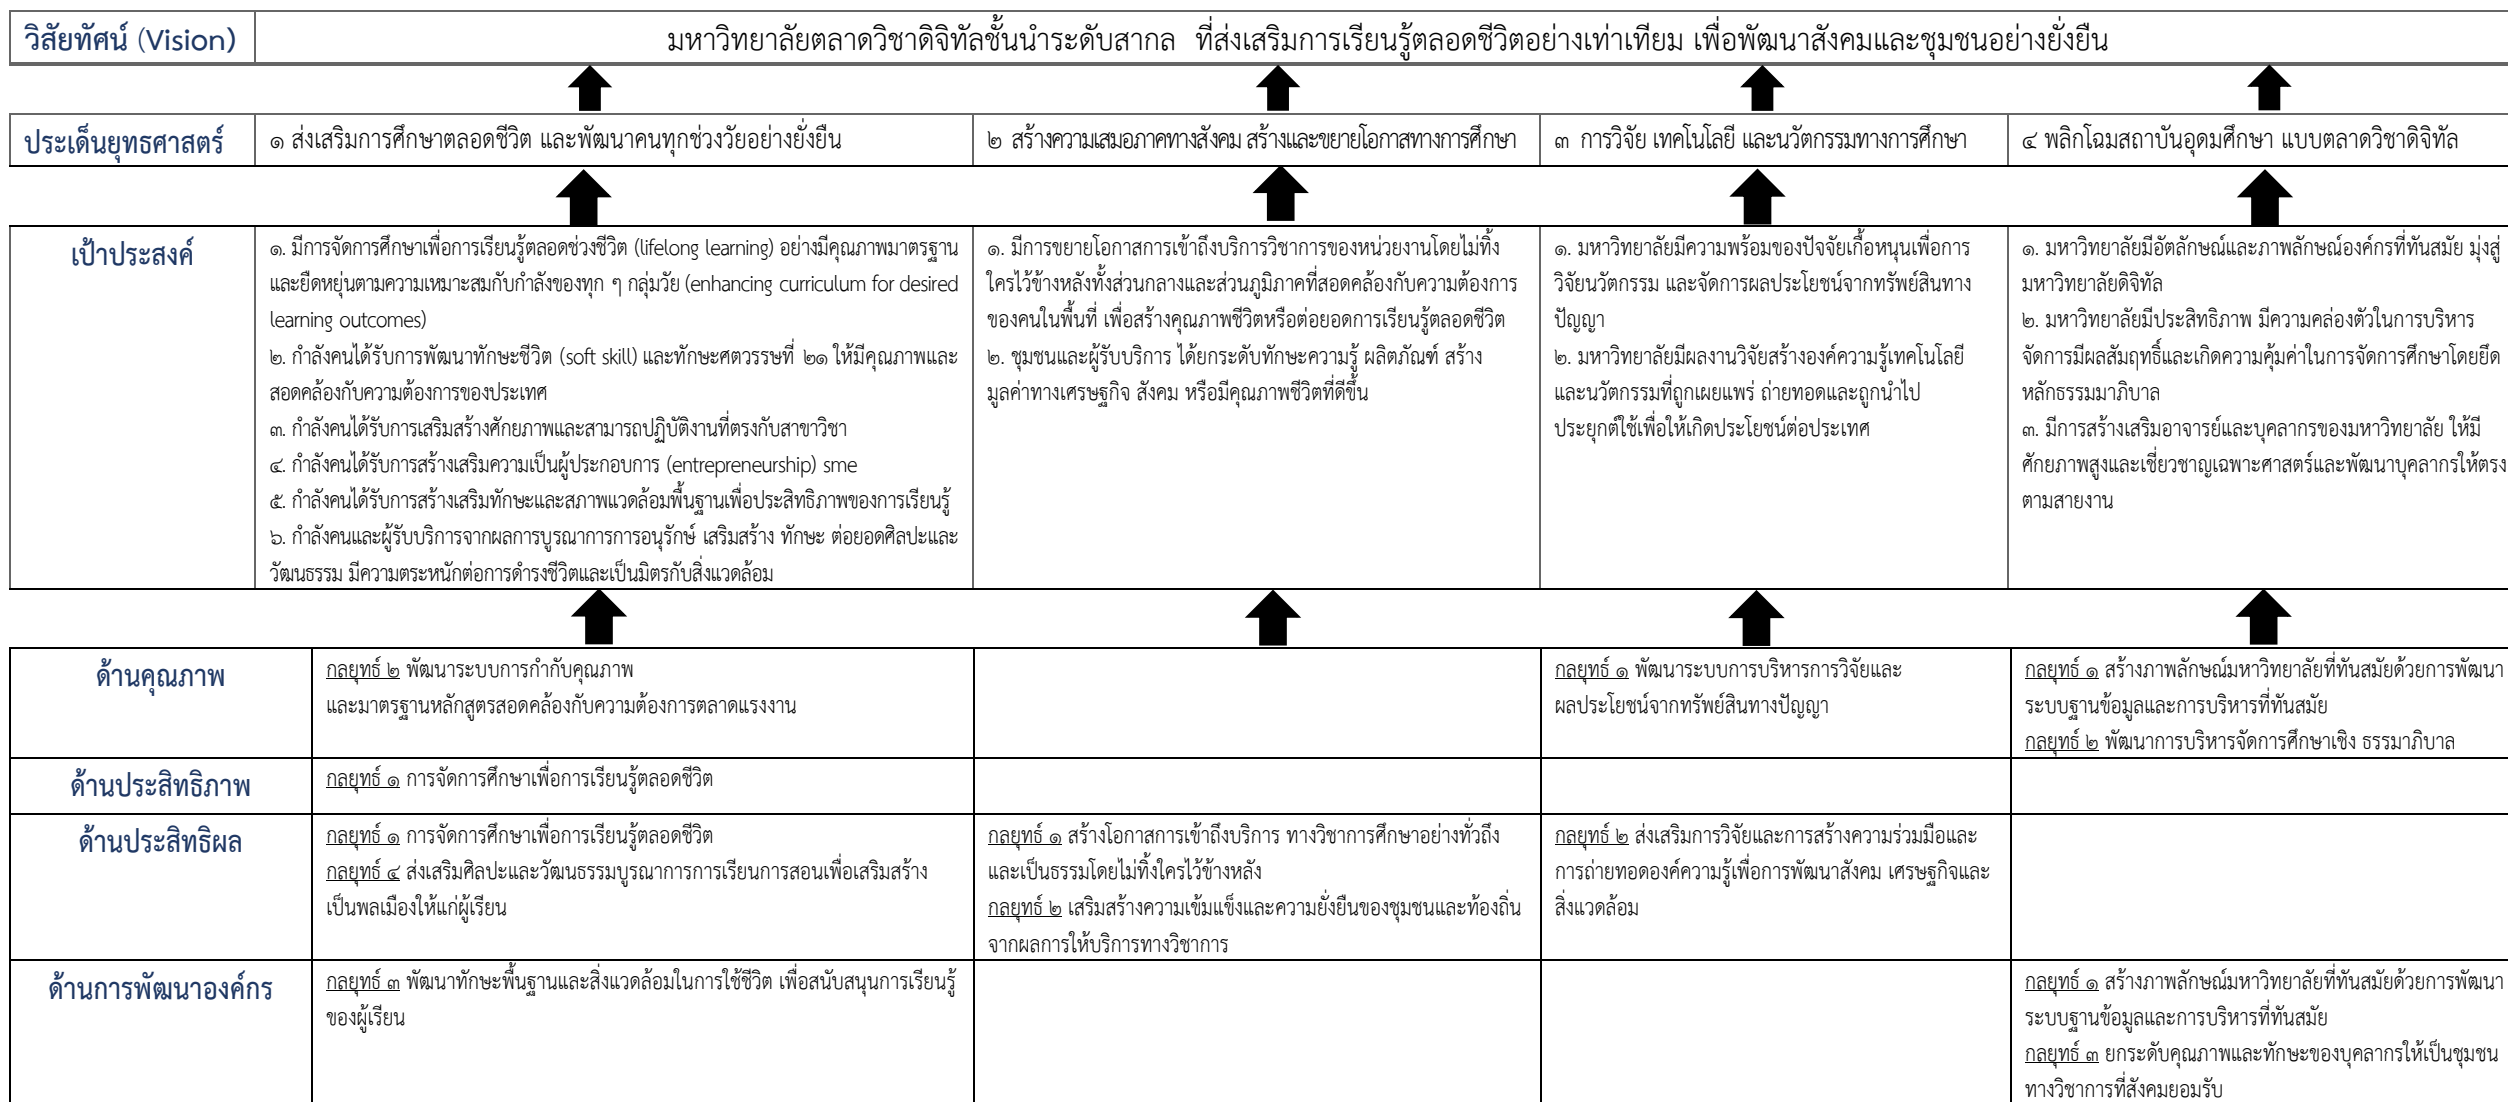 วิสัยทัศน์ (Vision)
มหาวิทยาลัยตลาดวิชาดิจิทัลชั้นนำระดับสากล ที่ส่งเสริมการเรียนรู้ตลอดชีวิตอย่างเท่าเทียม เพื่อพัฒนาสังคมและชุมชนอย่างยั่งยืน
ประเด็นยุทธศาสตร์
๑ ส่งเสริมการศึกษาตลอดชีวิต และพัฒนาคนทุกช่วงวัยอย่างยั่งยืน
๒ สร้างความเสมอภาคทางสังคม สร้างและขยายโอกาสทางการศึกษา
๓ การวิจัย เทคโนโลยี และนวัตกรรมทางการศึกษา
๔ พลิกโฉมสถาบันอุดมศึกษา แบบตลาดวิชาดิจิทัล
เป้าประสงค์
๑. มีการจัดการศึกษาเพื่อการเรียนรู้ตลอดช่วงชีวิต (lifelong learning) อย่างมีคุณภาพมาตรฐาน
และยืดหยุ่นตามความเหมาะสมกับกำลังของทุก ๆ กลุ่มวัย (enhancing curriculum for desired
learning outcomes)
๒. กำลังคนได้รับการพัฒนาทักษะชีวิต (soft skill) และทักษะศตวรรษที่ ๒๑ ให้มีคุณภาพและ
สอดคล้องกับความต้องการของประเทศ
๓. กำลังคนได้รับการเสริมสร้างศักยภาพและสามารถปฏิบัติงานที่ตรงกับสาขาวิชา
๔. กำลังคนได้รับการสร้างเสริมความเป็นผู้ประกอบการ (entrepreneurship) sme
๕. กำลังคนได้รับการสร้างเสริมทักษะและสภาพแวดล้อมพื้นฐานเพื่อประสิทธิภาพของการเรียนรู้
๖. กำลังคนและผู้รับบริการจากผลการบูรณาการการอนุรักษ์ เสริมสร้าง ทักษะ ต่อยอดศิลปะและ
วัฒนธรรม มีความตระหนักต่อการดำรงชีวิตและเป็นมิตรกับสิ่งแวดล้อม
๑. มีการขยายโอกาสการเข้าถึงบริการวิชาการของหน่วยงานโดยไม่ทิ้ง
ใครไว้ข้างหลังทั้งส่วนกลางและส่วนภูมิภาคที่สอดคล้องกับความต้องการ
ของคนในพื้นที่ เพื่อสร้างคุณภาพชีวิตหรือต่อยอดการเรียนรู้ตลอดชีวิต
๒. ชุมชนและผู้รับบริการ ได้ยกระดับทักษะความรู้ ผลิตภัณฑ์ สร้าง
มูลค่าทางเศรษฐกิจ สังคม หรือมีคุณภาพชีวิตที่ดีขึ้น
๑. มหาวิทยาลัยมีความพร้อมของปัจจัยเกื้อหนุนเพื่อการ
วิจัยนวัตกรรม และจัดการผลประโยชน์จากทรัพย์สินทาง
ปัญญา
๒. มหาวิทยาลัยมีผลงานวิจัยสร้างองค์ความรู้เทคโนโลยี
และนวัตกรรมที่ถูกเผยแพร่ ถ่ายทอดและถูกนำไป
ประยุกต์ใช้เพื่อให้เกิดประโยชน์ต่อประเทศ
๑. มหาวิทยาลัยมีอัตลักษณ์และภาพลักษณ์องค์กรที่ทันสมัย มุ่งสู่
มหาวิทยาลัยดิจิทัล
๒. มหาวิทยาลัยมีประสิทธิภาพ มีความคล่องตัวในการบริหาร
จัดการมีผลสัมฤทธิ์และเกิดความคุ้มค่าในการจัดการศึกษาโดยยึด
หลักธรรมมาภิบาล
๓. มีการสร้างเสริมอาจารย์และบุคลากรของมหาวิทยาลัย ให้มี
ศักยภาพสูงและเชี่ยวชาญเฉพาะศาสตร์และพัฒนาบุคลากรให้ตรง
ตามสายงาน
ด้านคุณภาพ
กลยุทธ์ ๒ พัฒนาระบบการกำกับคุณภาพ
และมาตรฐานหลักสูตรสอดคล้องกับความต้องการตลาดแรงงาน
กลยุทธ์ ๑ พัฒนาระบบการบริหารการวิจัยและ
ผลประโยชน์จากทรัพย์สินทางปัญญา
กลยุทธ์ ๑ สร้างภาพลักษณ์มหาวิทยาลัยที่ทันสมัยด้วยการพัฒนา
ระบบฐานข้อมูลและการบริหารที่ทันสมัย
กลยุทธ์ ๒ พัฒนาการบริหารจัดการศึกษาเชิง ธรรมาภิบาล
ด้านประสิทธิภาพ
กลยุทธ์ ๑ การจัดการศึกษาเพื่อการเรียนรู้ตลอดชีวิต
ด้านประสิทธิผล
กลยุทธ์ ๑ การจัดการศึกษาเพื่อการเรียนรู้ตลอดชีวิต
กลยุทธ์ ๔ ส่งเสริมศิลปะและวัฒนธรรมบูรณาการการเรียนการสอนเพื่อเสริมสร้าง
เป็นพลเมืองให้แก่ผู้เรียน
กลยุทธ์ ๑ สร้างโอกาสการเข้าถึงบริการ ทางวิชาการศึกษาอย่างทั่วถึง
และเป็นธรรมโดยไม่ทิ้งใครไว้ข้างหลัง
กลยุทธ์ ๒ เสริมสร้างความเข้มแข็งและความยั่งยืนของชุมชนและท้องถิ่น
จากผลการให้บริการทางวิชาการ
กลยุทธ์ ๒ ส่งเสริมการวิจัยและการสร้างความร่วมมือและ
การถ่ายทอดองค์ความรู้เพื่อการพัฒนาสังคม เศรษฐกิจและ
สิ่งแวดล้อม
ด้านการพัฒนาองค์กร
กลยุทธ์ ๓ พัฒนาทักษะพื้นฐานและสิ่งแวดล้อมในการใช้ชีวิต เพื่อสนับสนุนการเรียนรู้
ของผู้เรียน
กลยุทธ์ ๑ สร้างภาพลักษณ์มหาวิทยาลัยที่ทันสมัยด้วยการพัฒนา
ระบบฐานข้อมูลและการบริหารที่ทันสมัย
กลยุทธ์ ๓ ยกระดับคุณภาพและทักษะของบุคลากรให้เป็นชุมชน
ทางวิชาการที่สังคมยอมรับ